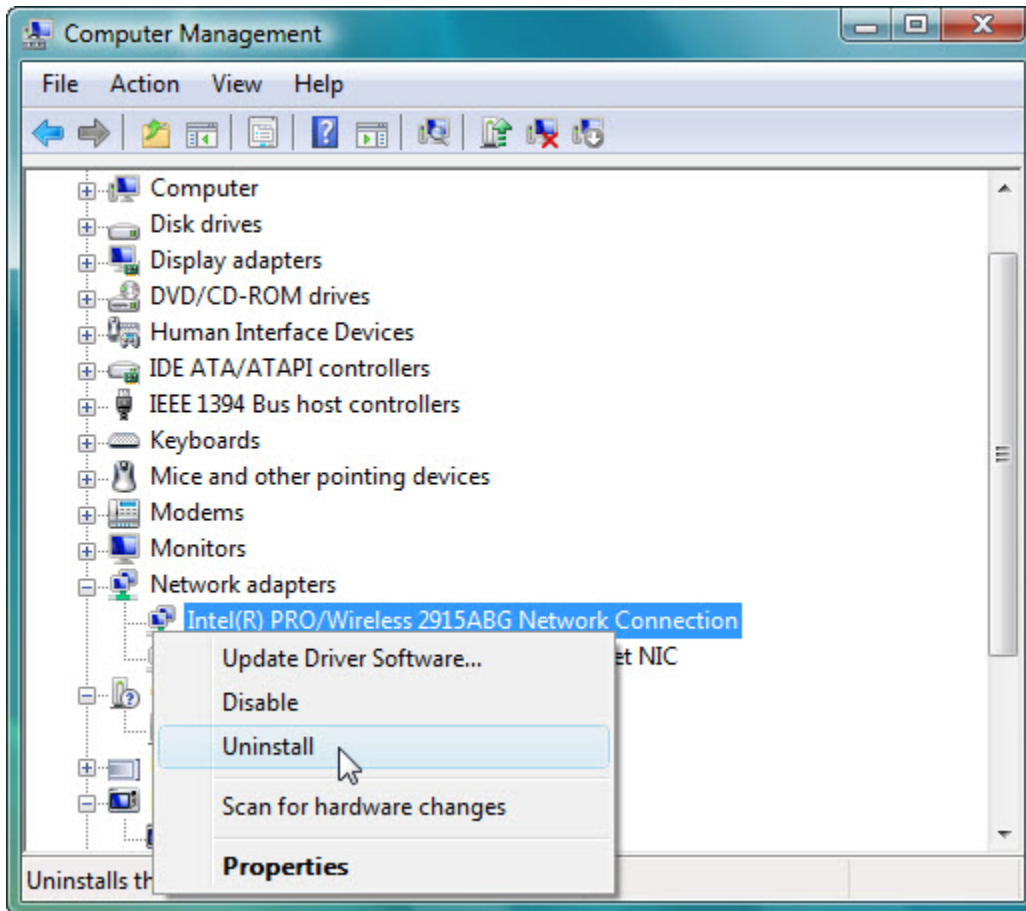 Computer Management
File Action View Help
Computer
Disk drives
Display adapters
DVD/CD-ROM drives
Human Interface Devices
IDE ATA/ATAPI controllers
IEEE 1394 Bus host controllers
Keyboards
Mice and other pointing devices
Modems
Monitors
Network adapters
Intel(R) PRO/Wireless 2915ABG Network Connection
Update Driver Software...
NIC
Disable
Uninstall
Scan for hardware changes
Properties
Uninstalls